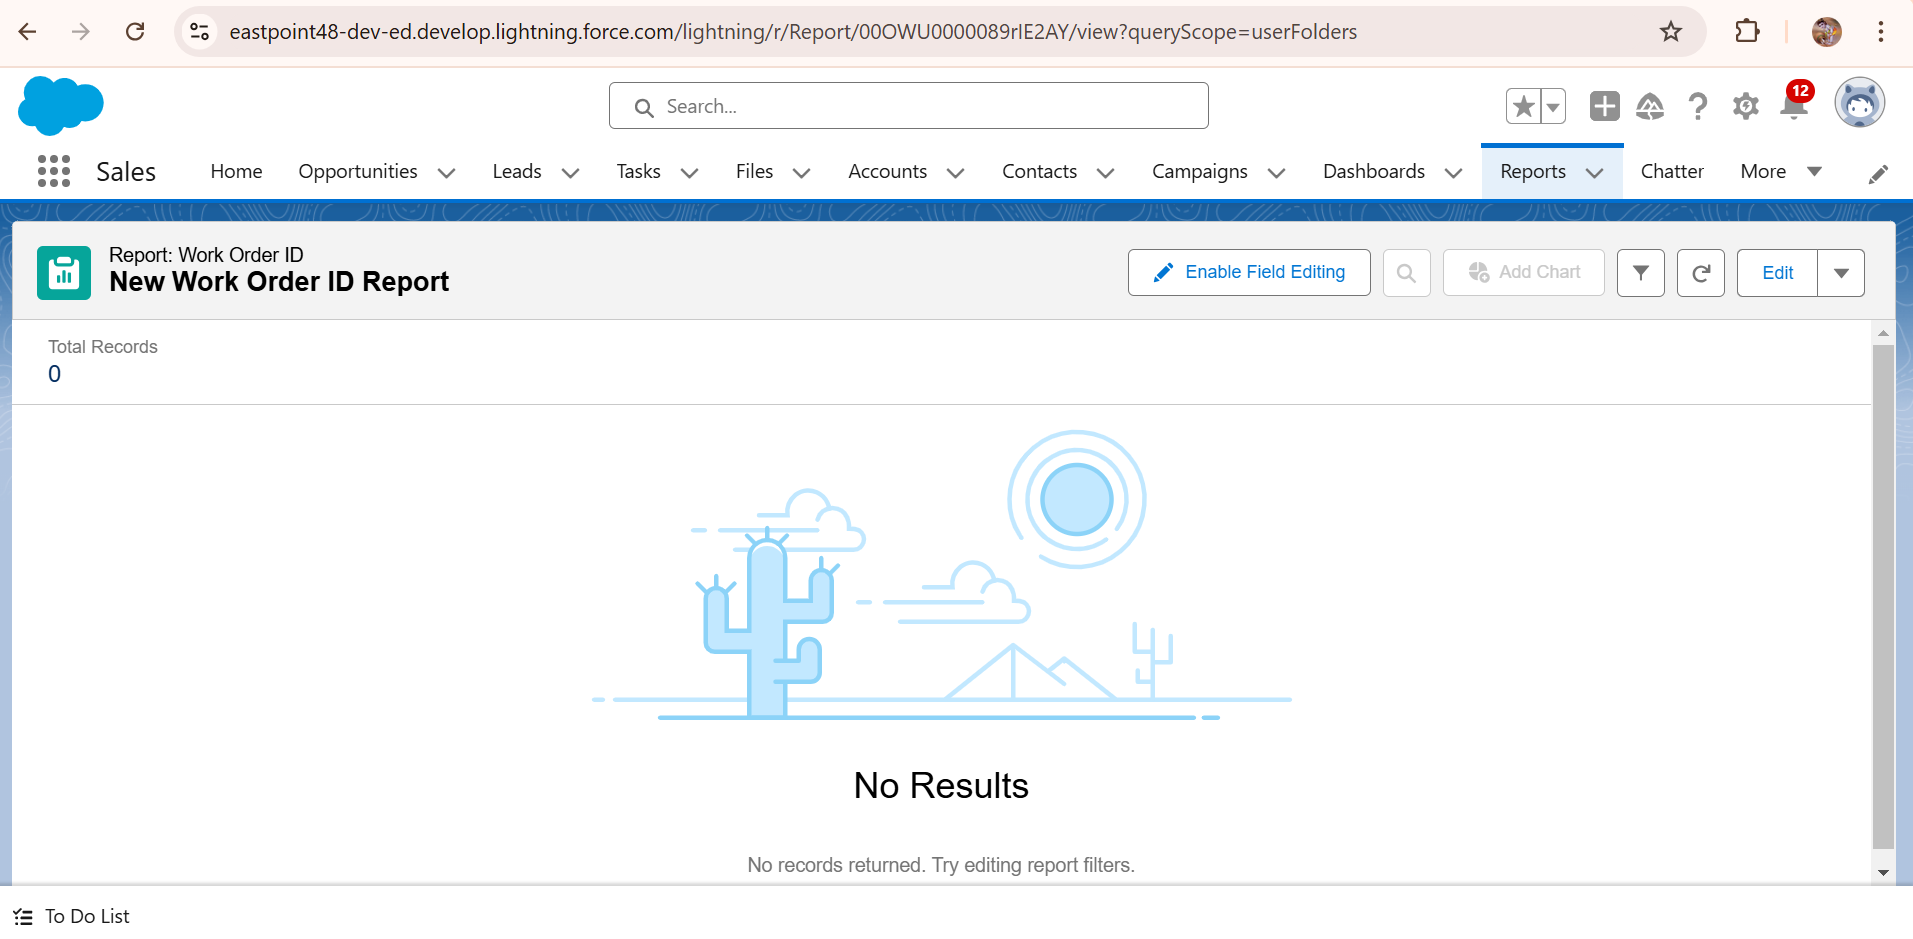 eastpoint48-dev-ed.develop.lightning.force.com/lightning/r/Report/00OWU0000089rIE2AY/view?queryScope=userFolders
Search...
12
Sales Home Opportunities Leads Tasks Files Accounts Contacts Campaigns Dashboards Reports Chatter More
Report: Work Order ID
New Work Order ID Report
Enable Field Editing
Add Chart
Edit
Total Records
0
No Results
No records returned. Try editing report filters.
To Do List